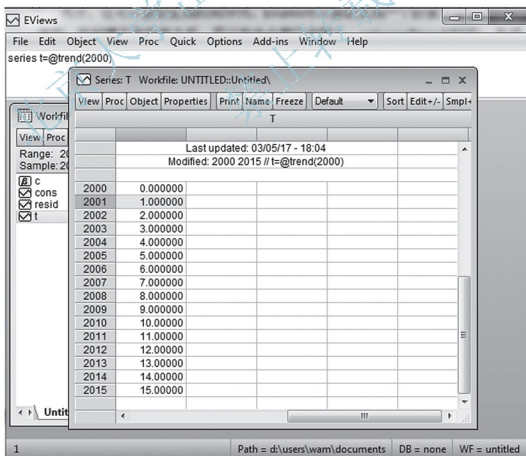 EViews
File Edit Object View Proc Quick Options Add-ins Window Help
series t=@trend(2000)
Series: T Workfile: UNTITLED::Untitled\
View Proc Object Properties Print Name Freeze Default Sort Edit+/- Smpl+
T
Last updated: 03/05/17 - 18:04
Modified: 2000 2015 // t=@trend(2000)
2000 0.000000
2001 1.000000
2002 2.000000
2003 3.000000
2004 4.000000
2005 5.000000
2006 6.000000
2007 7.000000
2008 8.000000
2009 9.000000
2010 10.00000
2011 11.00000
2012 12.00000
2013 13.00000
2014 14.00000
2015 15.00000
Workfil
View Proc
Range: 20
Sample: 20
c
cons
resid
t
Untit
1 Path = d:\users\wam\documents DB = none WF = untitled